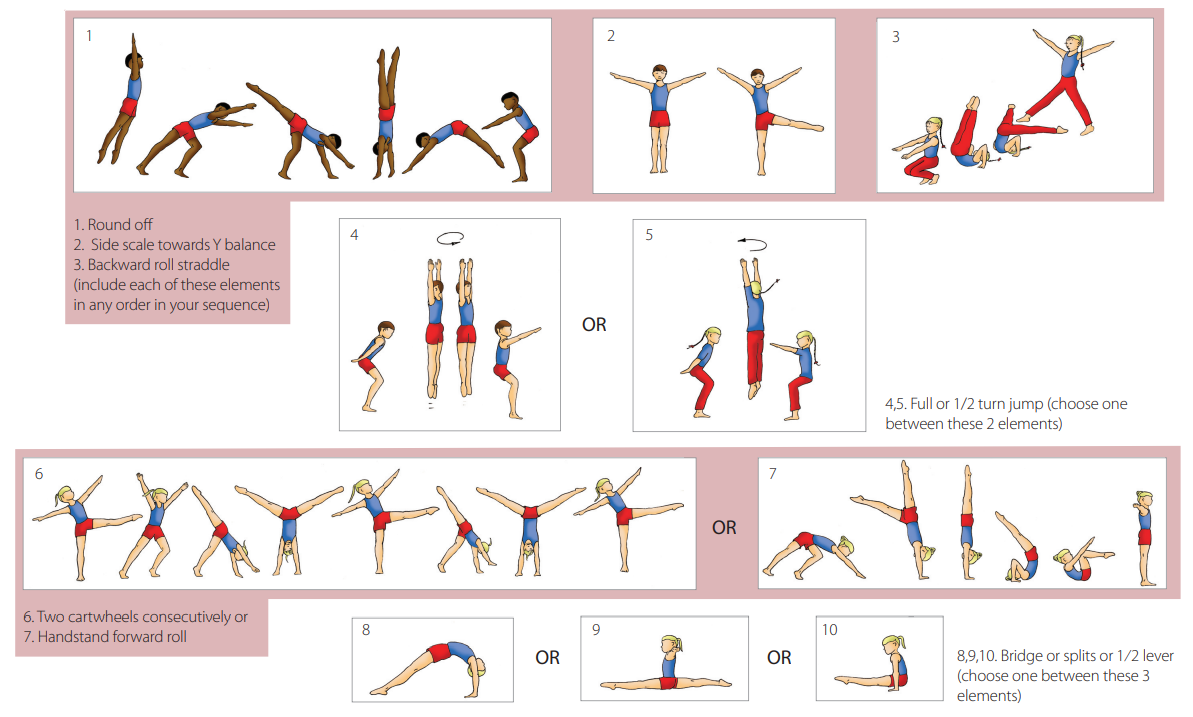 1
2
3
1. Round off
2. Side scale towards Y balance
3. Backward roll straddle
(include each of these elements
in any order in your sequence)
4
OR
5
4,5. Full or 1/2 turn jump (choose one
between these 2 elements)
6
OR
7
6. Two cartwheels consecutively or
7. Handstand forward roll
8
OR
9
OR
10
8,9,10. Bridge or splits or 1/2 lever
(choose one between these 3
elements)